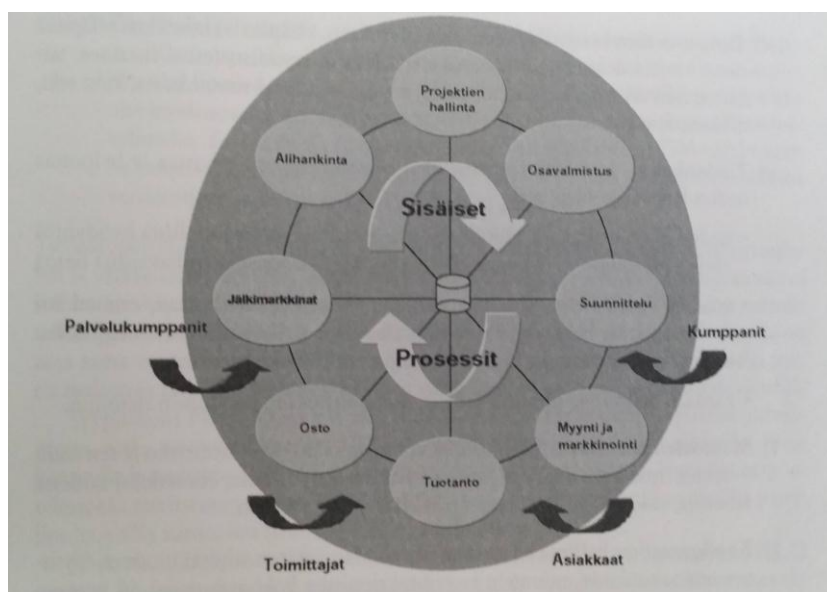 Projektien
hallinta
Alihankinta
Osavalmistus
Sisäiset
Jälkimarkkinat
Suunnittelu
Palvelukumppanit
Kumppanit
Prosessit
Osto
Myynti ja
markkinointi
Tuotanto
Toimittajat
Asiakkaat